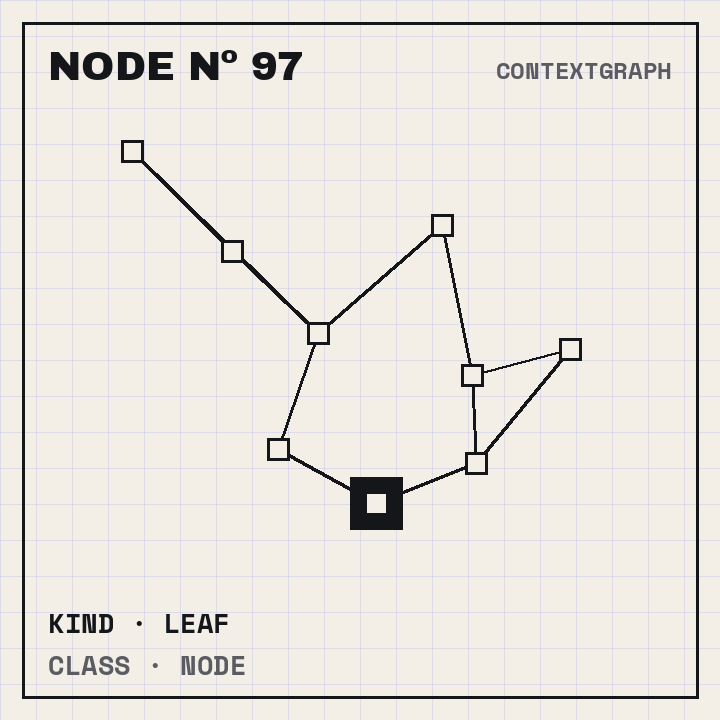 NODE Nº 97
CONTEXTGRAPH
KIND · LEAF
CLASS · NODE